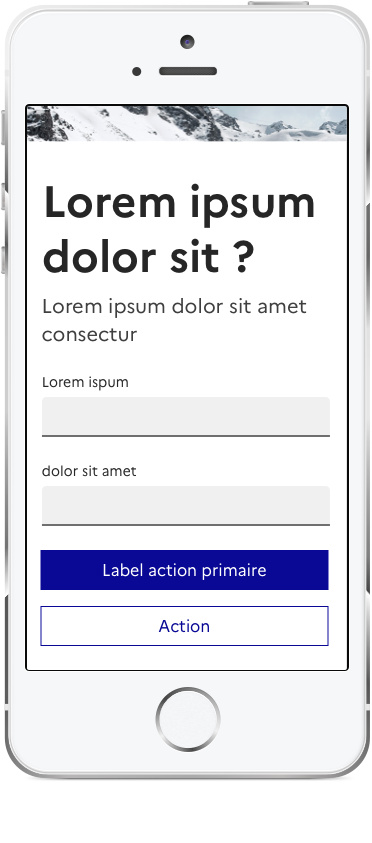 Lorem ipsum
dolor sit ?
Lorem ipsum dolor sit amet
consectur
Lorem ispum
dolor sit amet
Label action primaire
Action